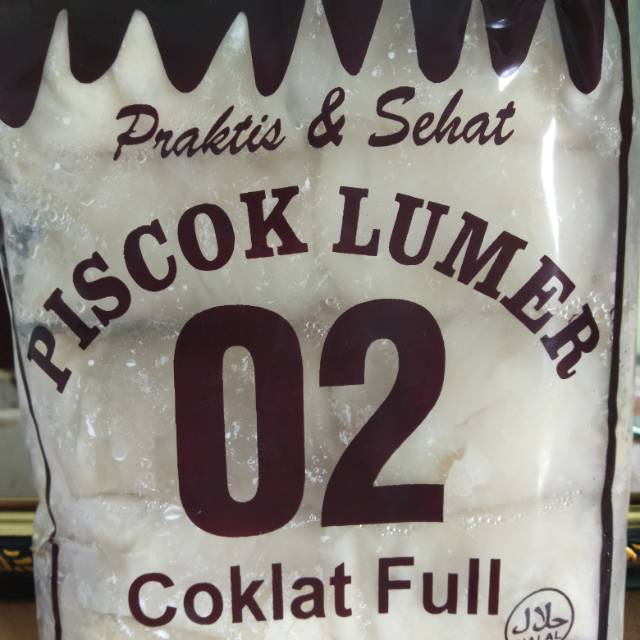 Praktis & Sehat
PISCOK LUMER
02
Coklat Full
حلال